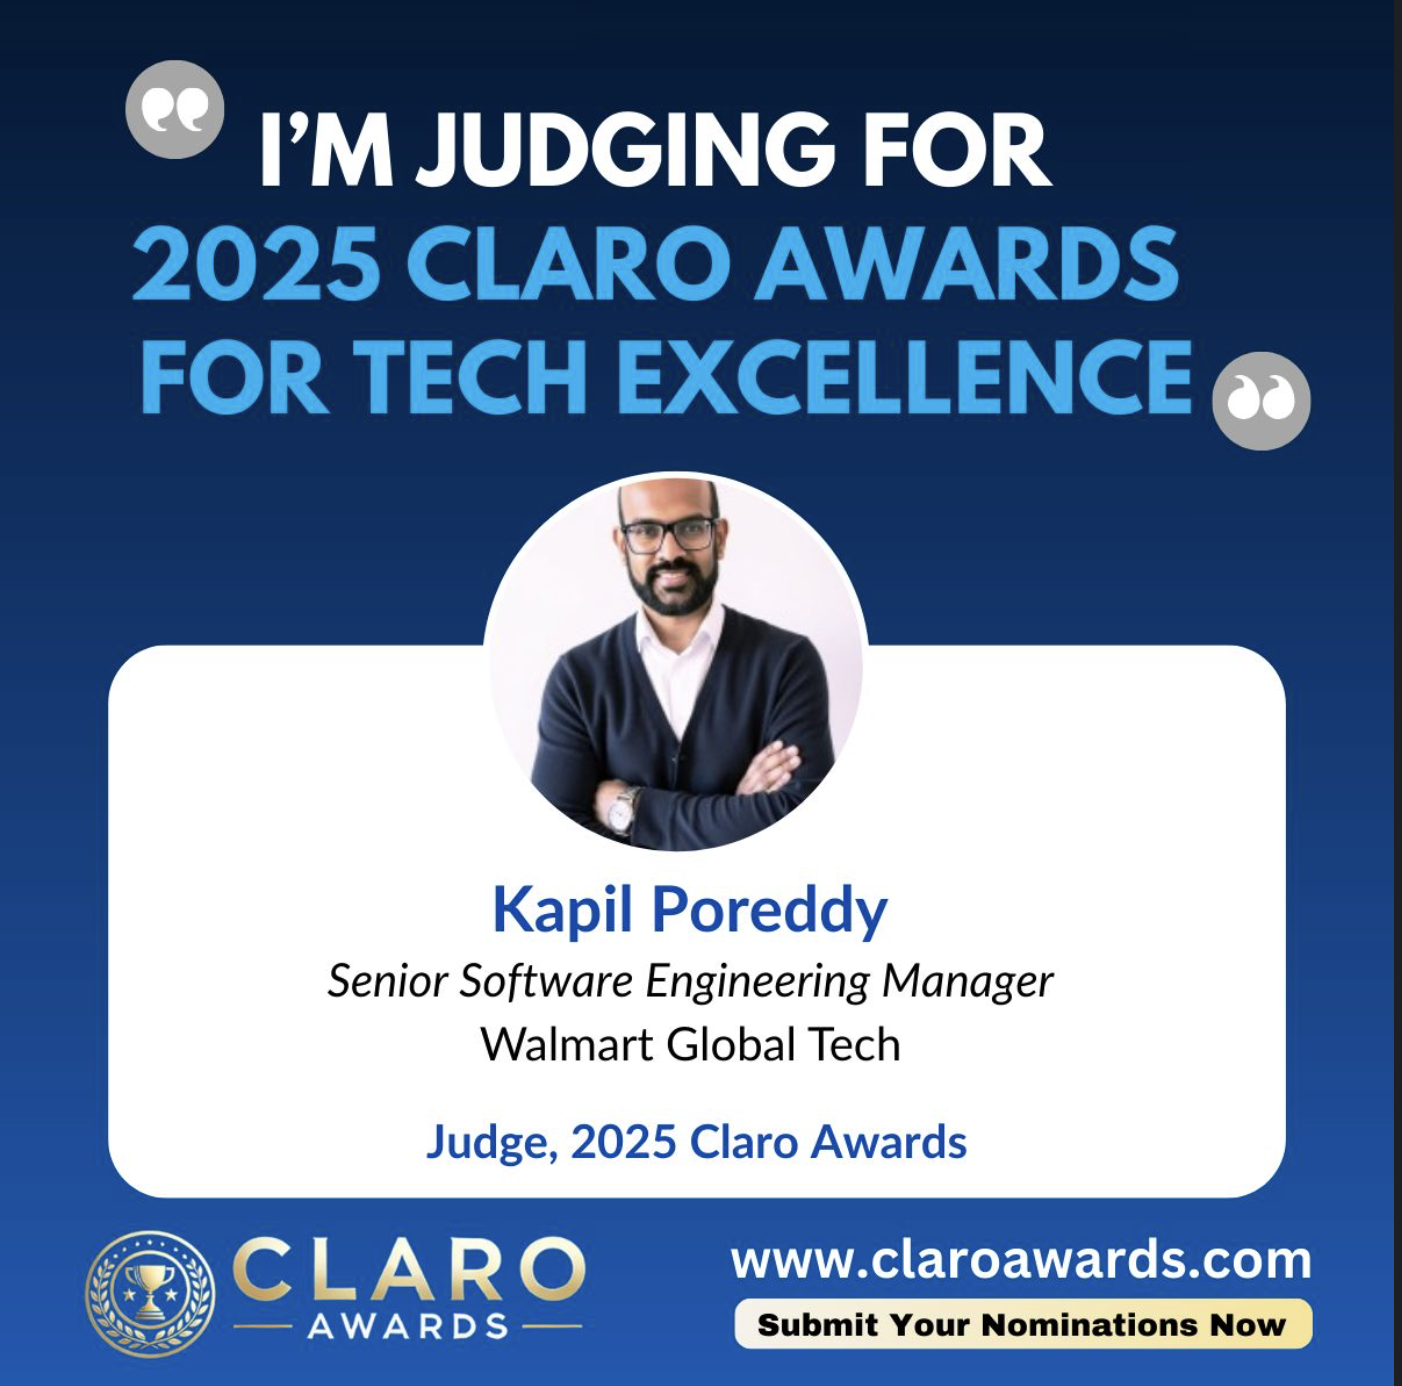 I’M JUDGING FOR
2025 CLARO AWARDS
FOR TECH EXCELLENCE
Kapil Poreddy
Senior Software Engineering Manager
Walmart Global Tech
Judge, 2025 Claro Awards
CLARO
AWARDS
www.claroawards.com
Submit Your Nominations Now